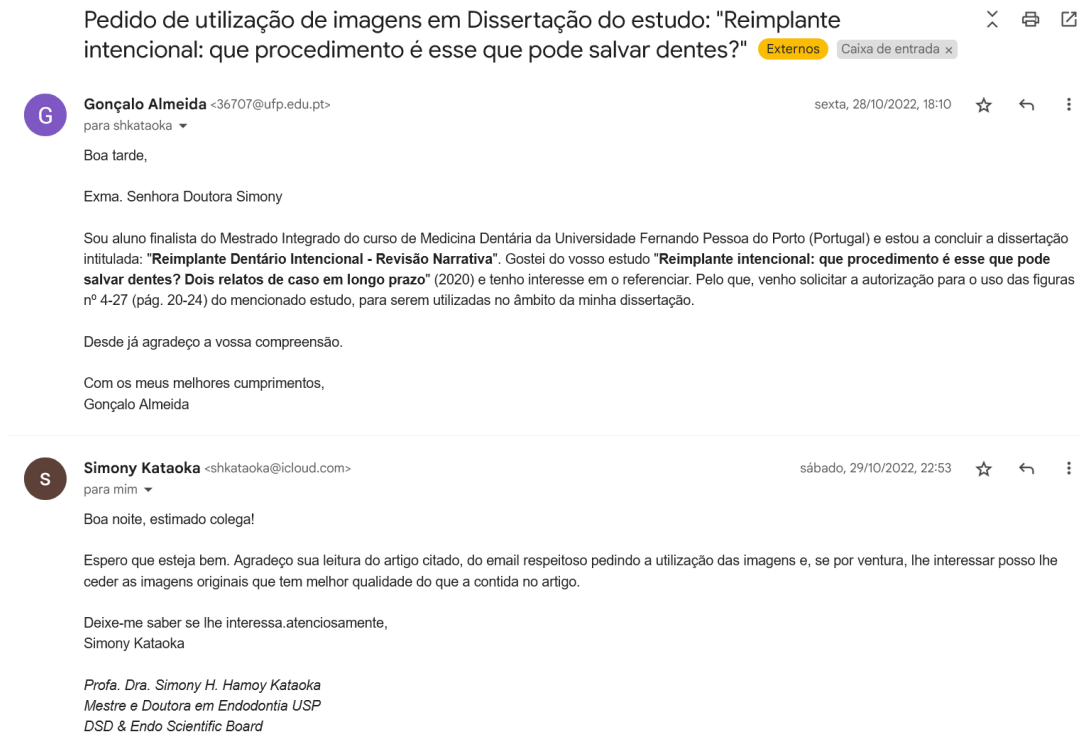 Pedido de utilização de imagens em Dissertação do estudo: "Reimplante
intencional: que procedimento é esse que pode salvar dentes?" Externos Caixa de entrada ×
G
Gonçalo Almeida <36707@ufp.edu.pt> sexta, 28/10/2022, 18:10
para shkataoka
Boa tarde,
Exma. Senhora Doutora Simony
Sou aluno finalista do Mestrado Integrado do curso de Medicina Dentária da Universidade Fernando Pessoa do Porto (Portugal) e estou a concluir a dissertação
intitulada: "Reimplante Dentário Intencional - Revisão Narrativa". Gostei do vosso estudo "Reimplante intencional: que procedimento é esse que pode
salvar dentes? Dois relatos de caso em longo prazo" (2020) e tenho interesse em o referenciar. Pelo que, venho solicitar a autorização para o uso das figuras
nº 4-27 (pág. 20-24) do mencionado estudo, para serem utilizadas no âmbito da minha dissertação.
Desde já agradeço a vossa compreensão.
Com os meus melhores cumprimentos,
Gonçalo Almeida
S
Simony Kataoka <shkataoka@icloud.com> sábado, 29/10/2022, 22:53
para mim
Boa noite, estimado colega!
Espero que esteja bem. Agradeço sua leitura do artigo citado, do email respeitoso pedindo a utilização das imagens e, se por ventura, lhe interessar posso lhe
ceder as imagens originais que tem melhor qualidade do que a contida no artigo.
Deixe-me saber se lhe interessa.atenciosamente,
Simony Kataoka
Profa. Dra. Simony H. Hamoy Kataoka
Mestre e Doutora em Endodontia USP
DSD & Endo Scientific Board